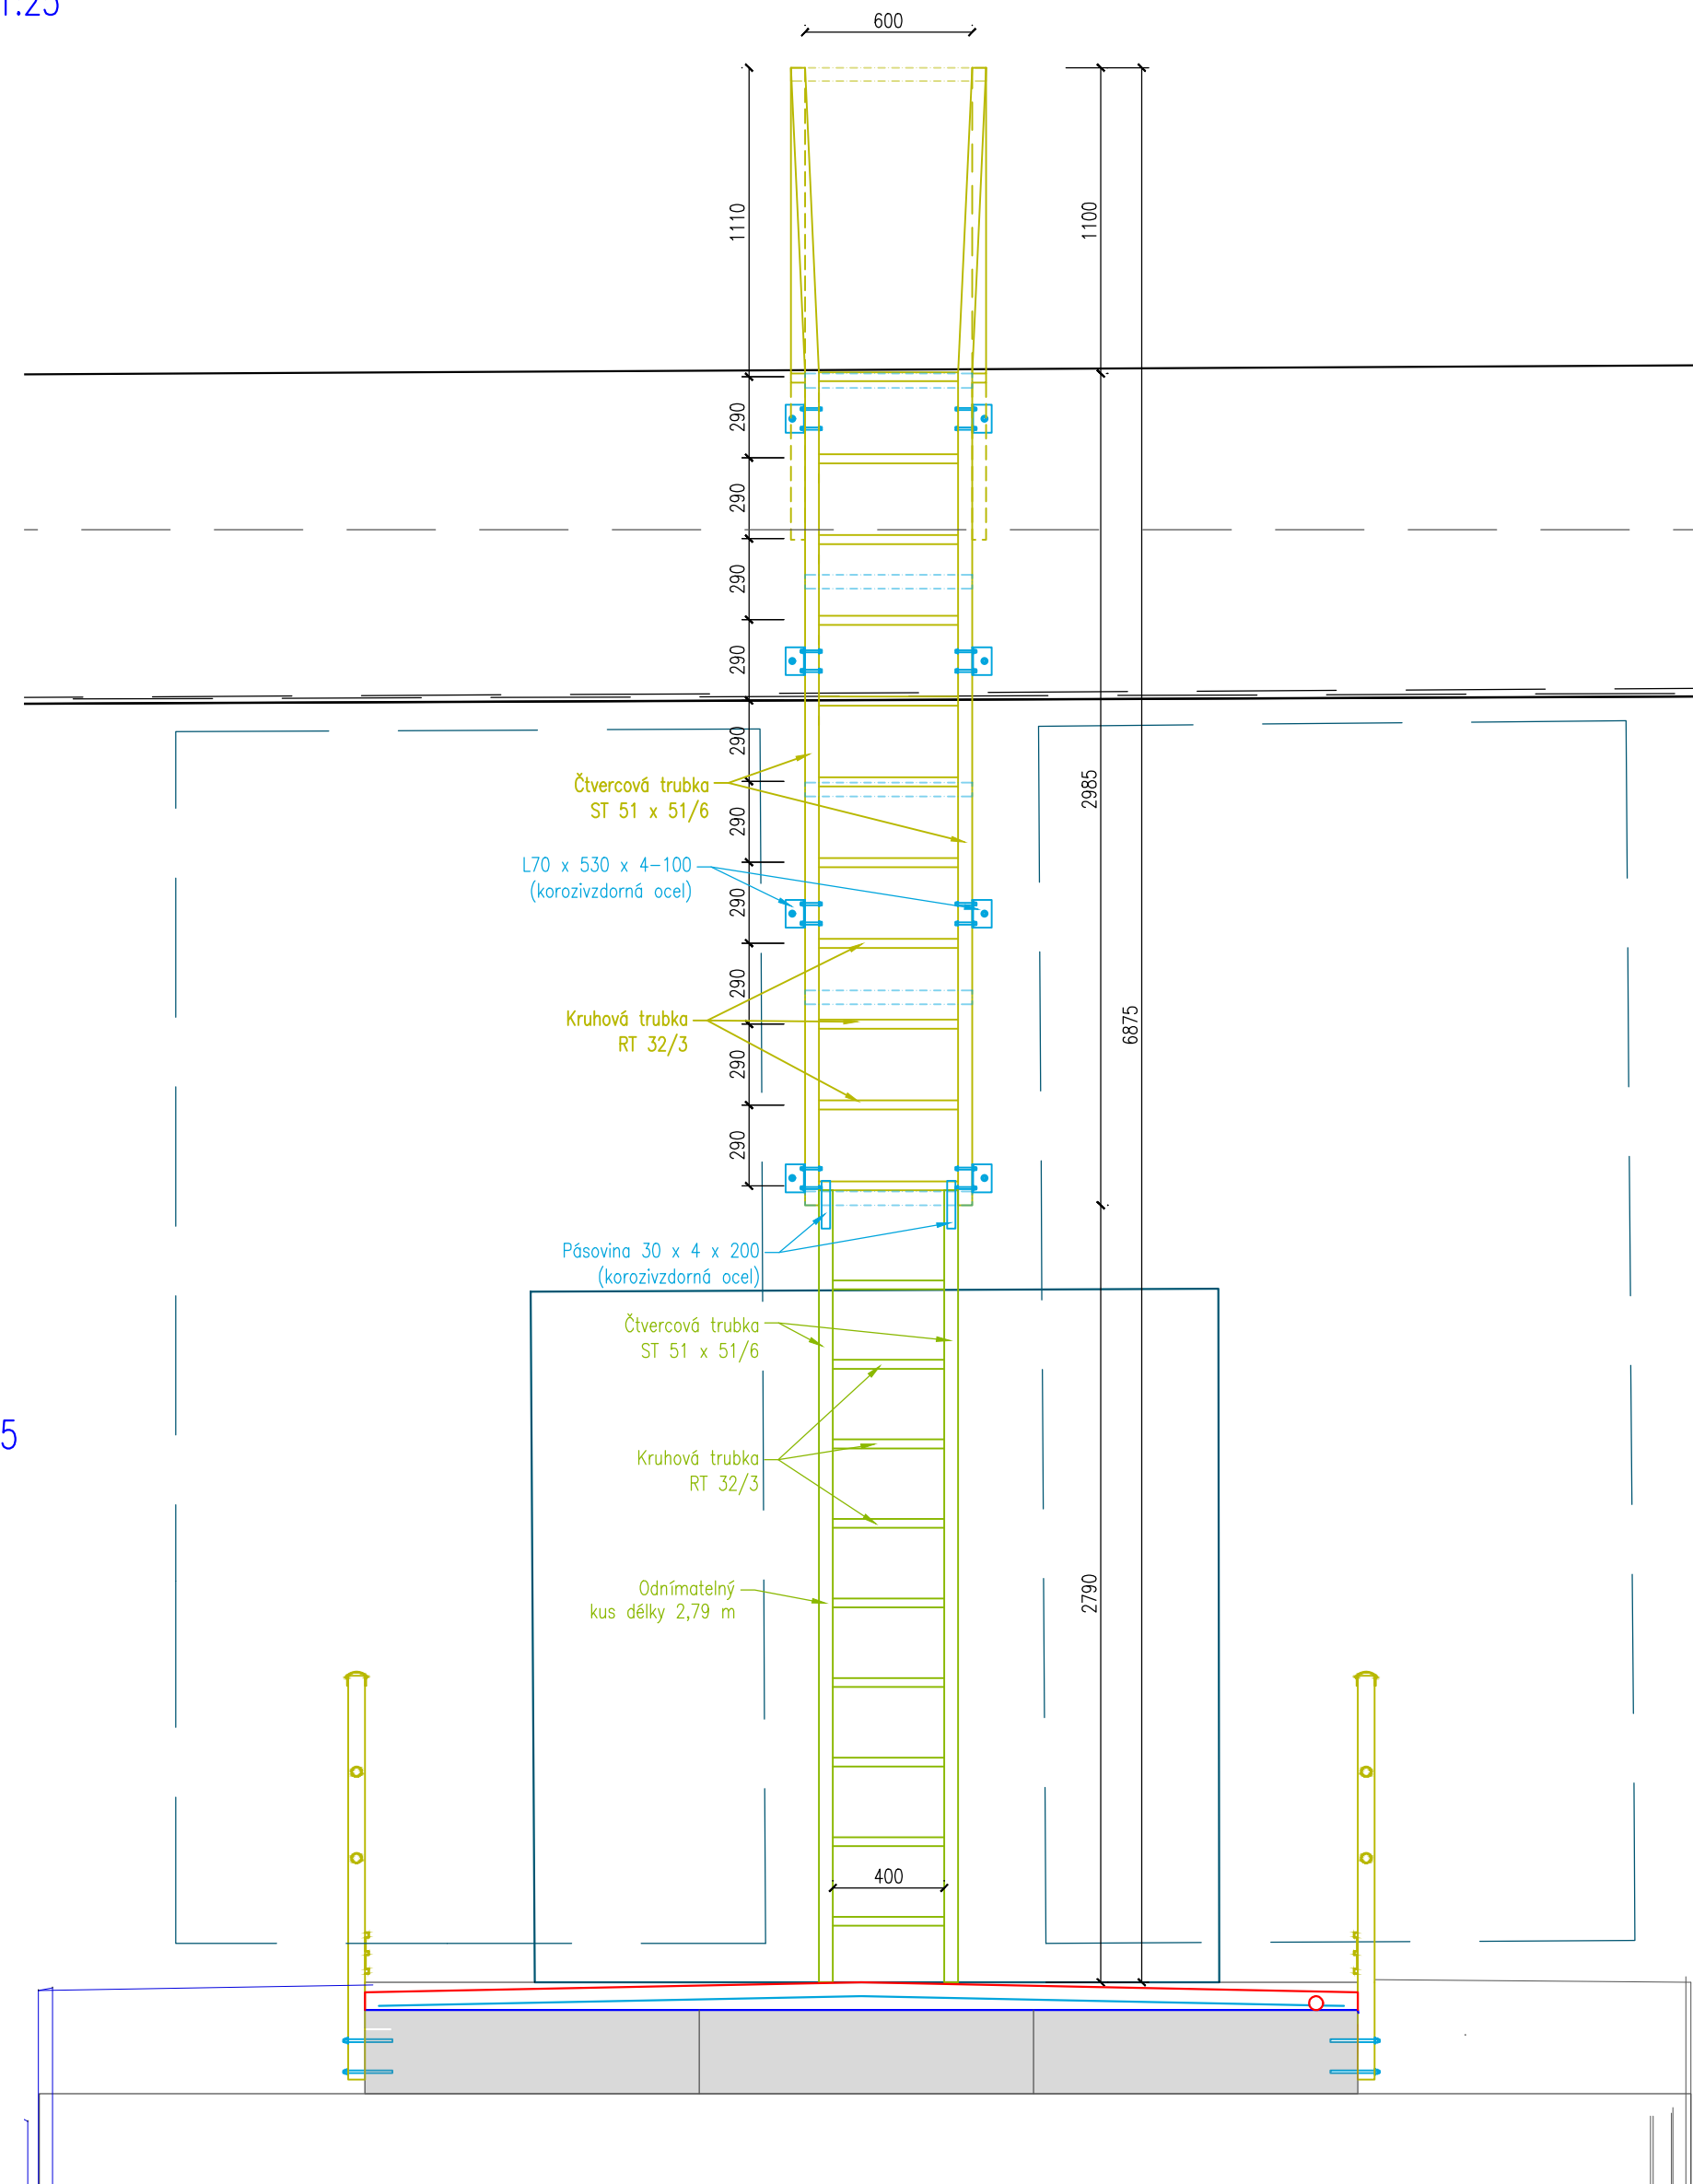 1:25
600
1110
1100
290
290
290
290
290
290
290
290
290
290
2985
6875
Čtvercová trubka
ST 51 x 51/6
L70 x 530 x 4-100
(korozivzdorná ocel)
Kruhová trubka
RT 32/3
Pásovina 30 x 4 x 200
(korozivzdorná ocel)
Čtvercová trubka
ST 51 x 51/6
5
Kruhová trubka
RT 32/3
Odnímatelný
kus délky 2,79 m
2790
400